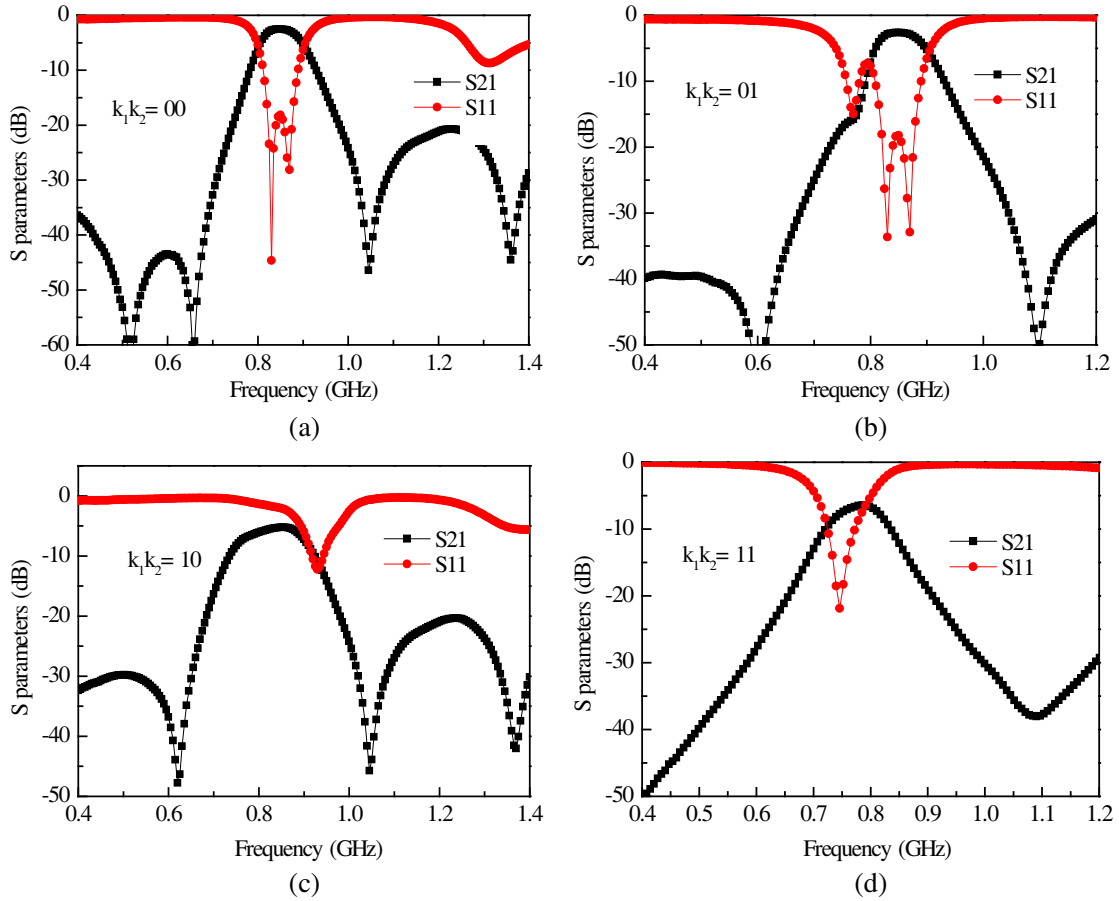 0
-10
-20
-30
-40
-50
-60
S parameters (dB)
k1k2= 00
S21
S11
0.4 0.6 0.8 1.0 1.2 1.4
Frequency (GHz)
(a)
0
-10
-20
-30
-40
-50
S parameters (dB)
k1k2= 01
S21
S11
0.4 0.6 0.8 1.0 1.2
Frequency (GHz)
(b)
10
0
-10
-20
-30
-40
-50
S parameters (dB)
k1k2= 10
S21
S11
0.4 0.6 0.8 1.0 1.2 1.4
Frequency (GHz)
(c)
0
-10
-20
-30
-40
-50
S parameters (dB)
k1k2= 11
S21
S11
0.4 0.5 0.6 0.7 0.8 0.9 1.0 1.1 1.2
Frequency (GHz)
(d)